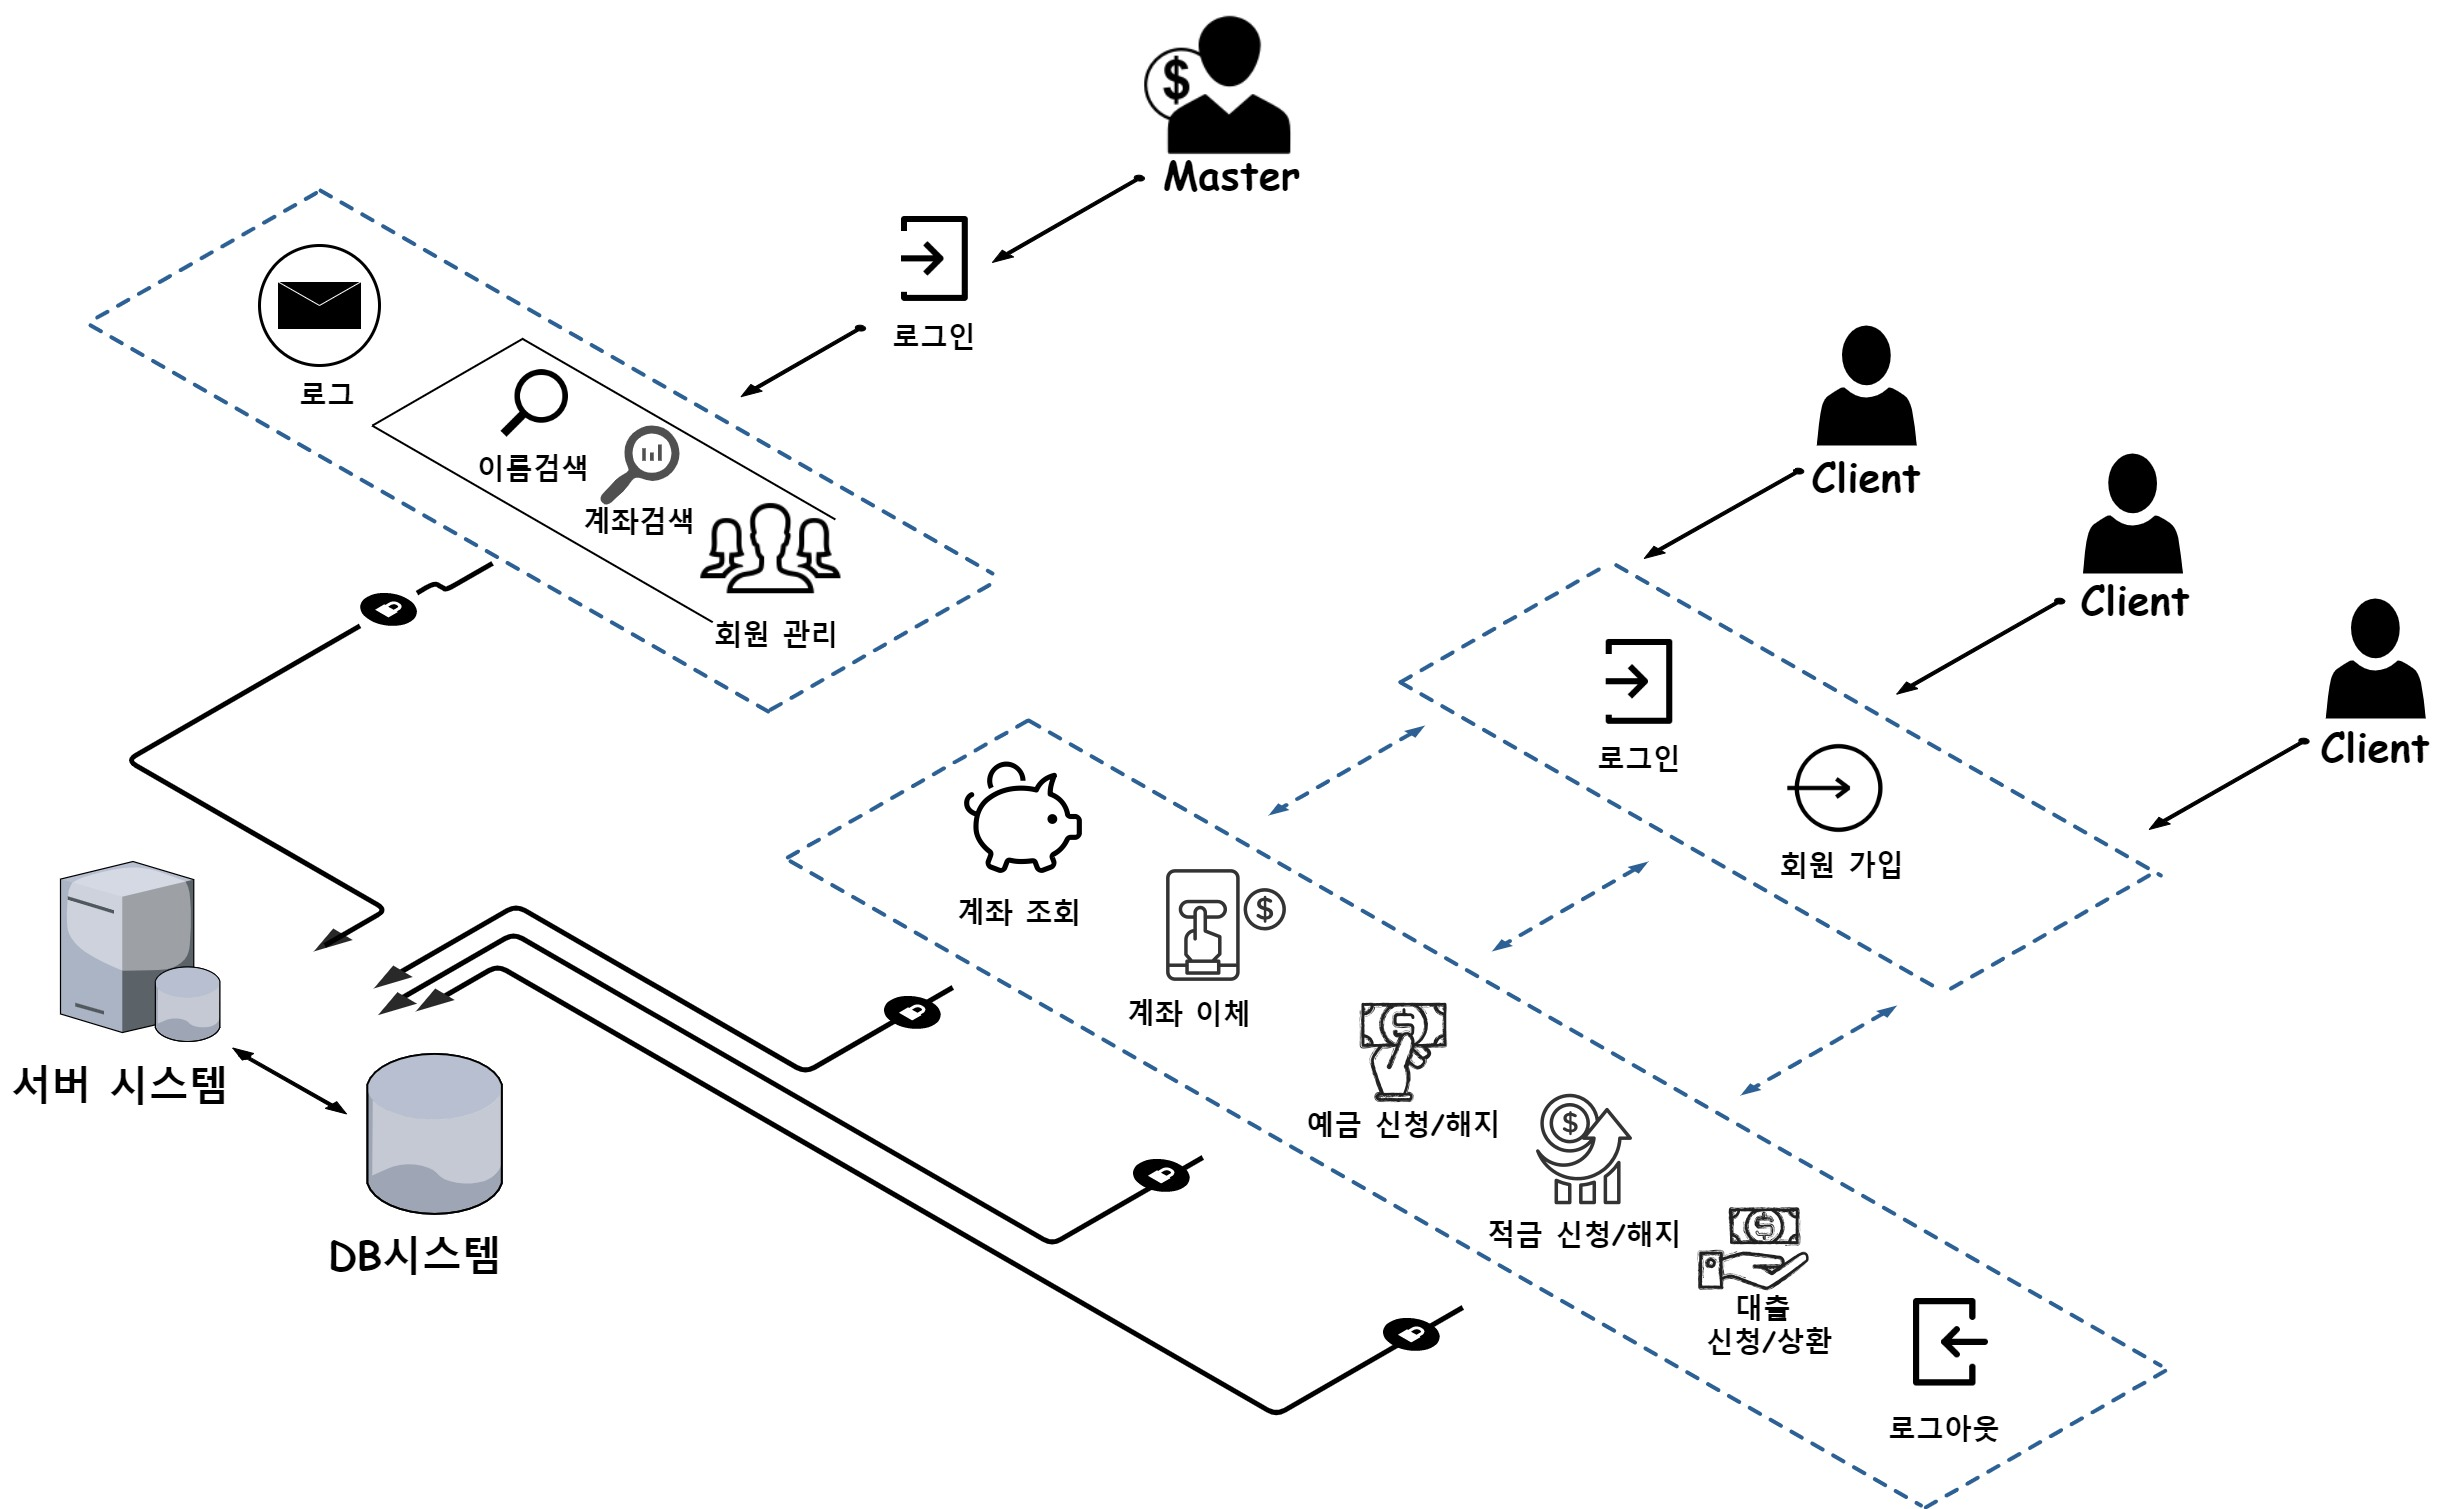 Master
로그인
로그
이름검색
계좌검색
회원 관리
Client
Client
Client
로그인
회원 가입
계좌 조회
계좌 이체
예금 신청/해지
적금 신청/해지
대출
신청/상환
로그아웃
서버 시스템
DB시스템